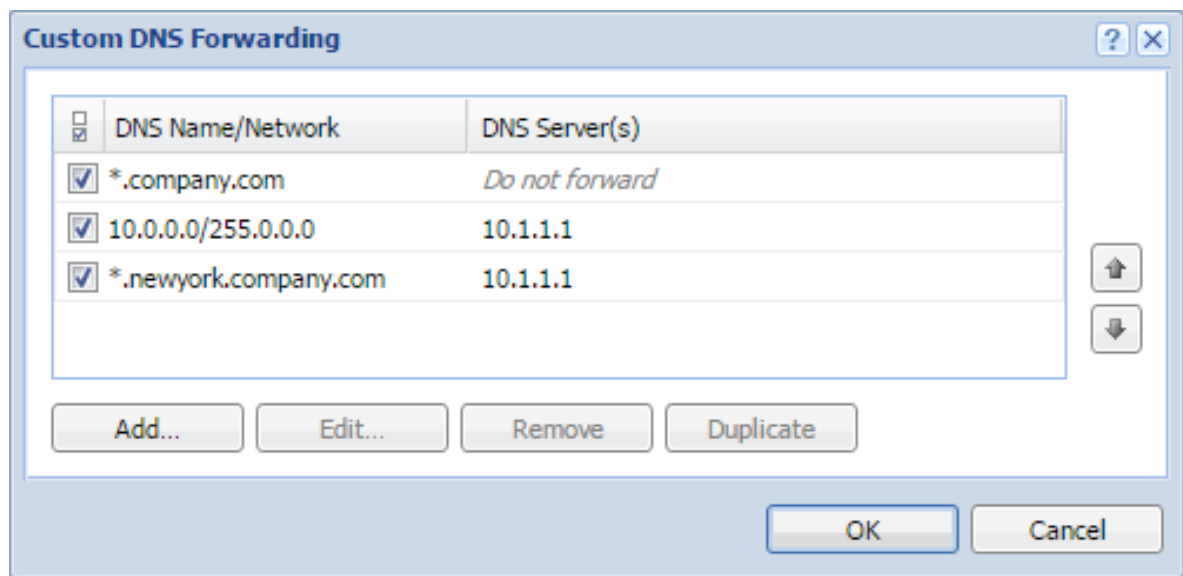 Custom DNS Forwarding
DNS Name/Network DNS Server(s)
*.company.com Do not forward
10.0.0.0/255.0.0.0 10.1.1.1
*.newyork.company.com 10.1.1.1
Add... Edit... Remove Duplicate
OK Cancel